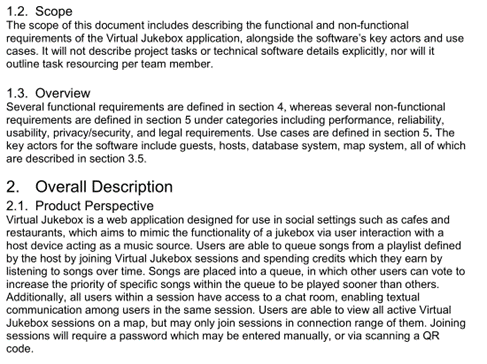 1.2. Scope
The scope of this document includes describing the functional and non-functional
requirements of the Virtual Jukebox application, alongside the software's key actors and use
cases. It will not describe project tasks or technical software details explicitly, nor will it
outline task resourcing per team member.
1.3. Overview
Several functional requirements are defined in section 4, whereas several non-functional
requirements are defined in section 5 under categories including performance, reliability,
usability, privacy/security, and legal requirements. Use cases are defined in section 5. The
key actors for the software include guests, hosts, database system, map system, all of which
are described in section 3.5.
2. Overall Description
2.1. Product Perspective
Virtual Jukebox is a web application designed for use in social settings such as cafes and
restaurants, which aims to mimic the functionality of a jukebox via user interaction with a
host device acting as a music source. Users are able to queue songs from a playlist defined
by the host by joining Virtual Jukebox sessions and spending credits which they earn by
listening to songs over time. Songs are placed into a queue, in which other users can vote to
increase the priority of specific songs within the queue to be played sooner than others.
Additionally, all users within a session have access to a chat room, enabling textual
communication among users in the same session. Users are able to view all active Virtual
Jukebox sessions on a map, but may only join sessions in connection range of them. Joining
sessions will require a password which may be entered manually, or via scanning a QR
code.